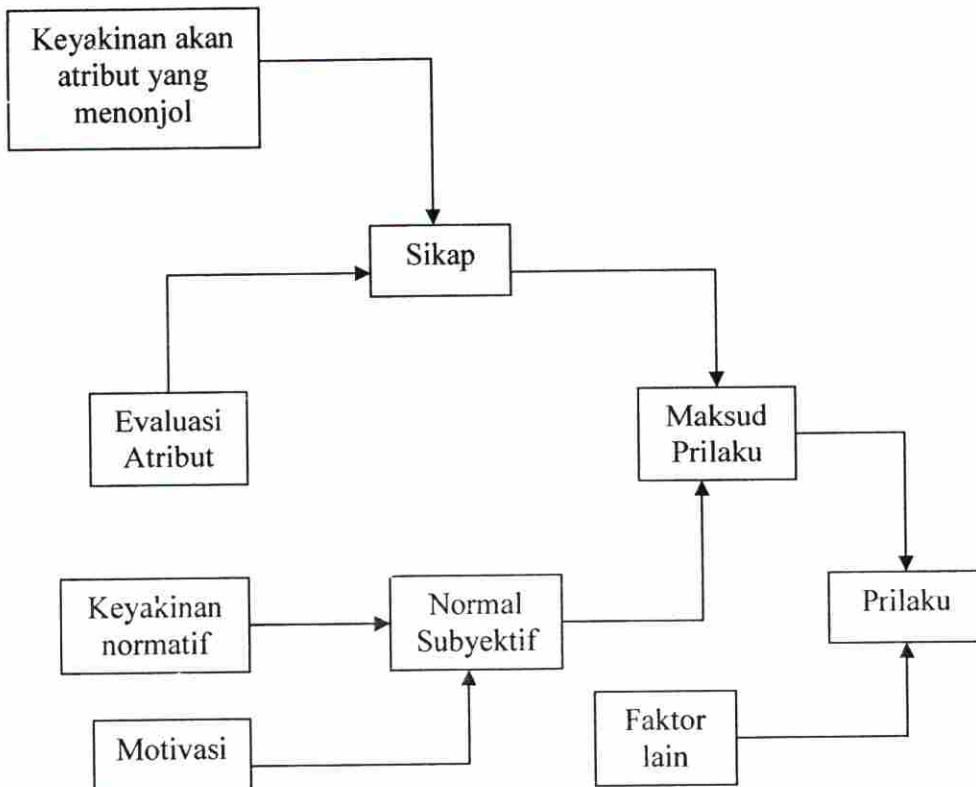 Keyakinan akan
atribut yang
menonjol
Sikap
Evaluasi
Atribut
Maksud
Prilaku
Keyakinan
normatif
Normal
Subyektif
Prilaku
Motivasi
Faktor
lain